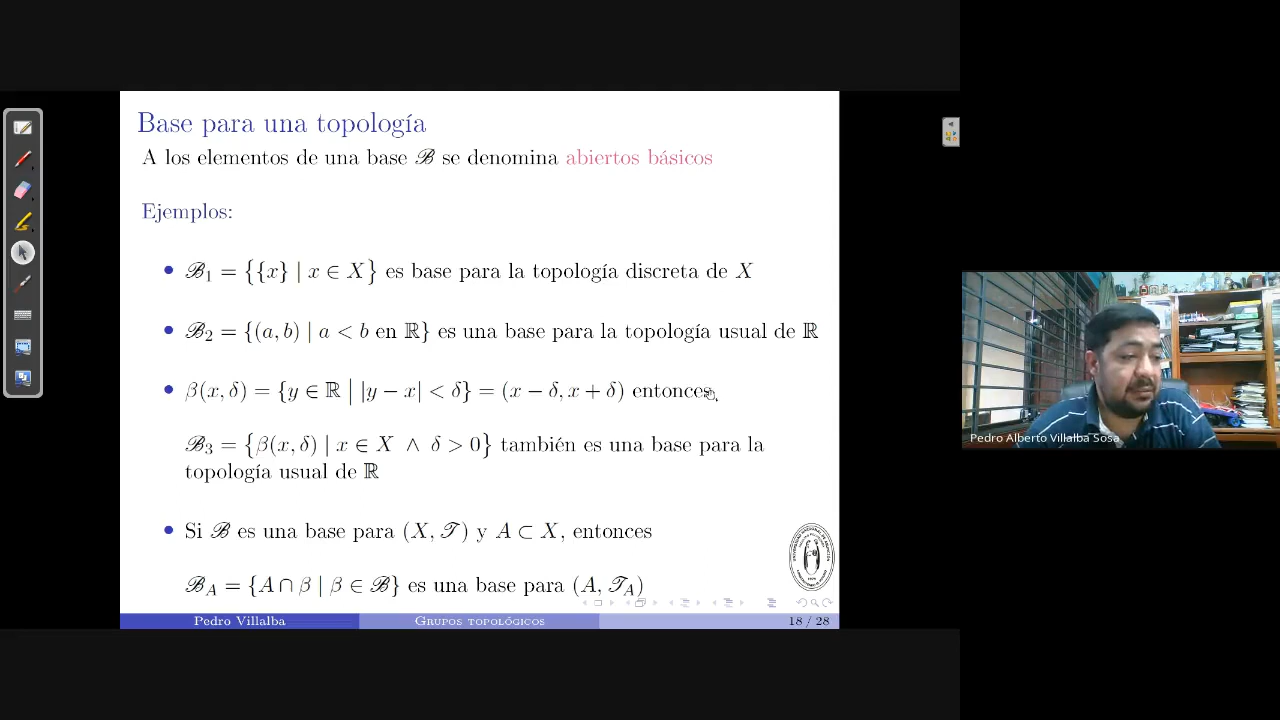 Base para una topología
A los elementos de una base ℬ se denomina abiertos básicos
Ejemplos:
ℬ₁ = {{x} | x ∈ X} es base para la topología discreta de X
ℬ₂ = {(a, b) | a < b en ℝ} es una base para la topología usual de ℝ
β(x, δ) = {y ∈ ℝ | |y − x| < δ} = (x − δ, x + δ) entonces
ℬ₃ = {β(x, δ) | x ∈ X ∧ δ > 0} también es una base para la
topología usual de ℝ
Si ℬ es una base para (X, 𝒯) y A ⊂ X, entonces
ℬ_A = {A ∩ β | β ∈ ℬ} es una base para (A, 𝒯_A)
Pedro Villalba
Grupos topológicos
18 / 28
Pedro Alberto Villalba Sosa